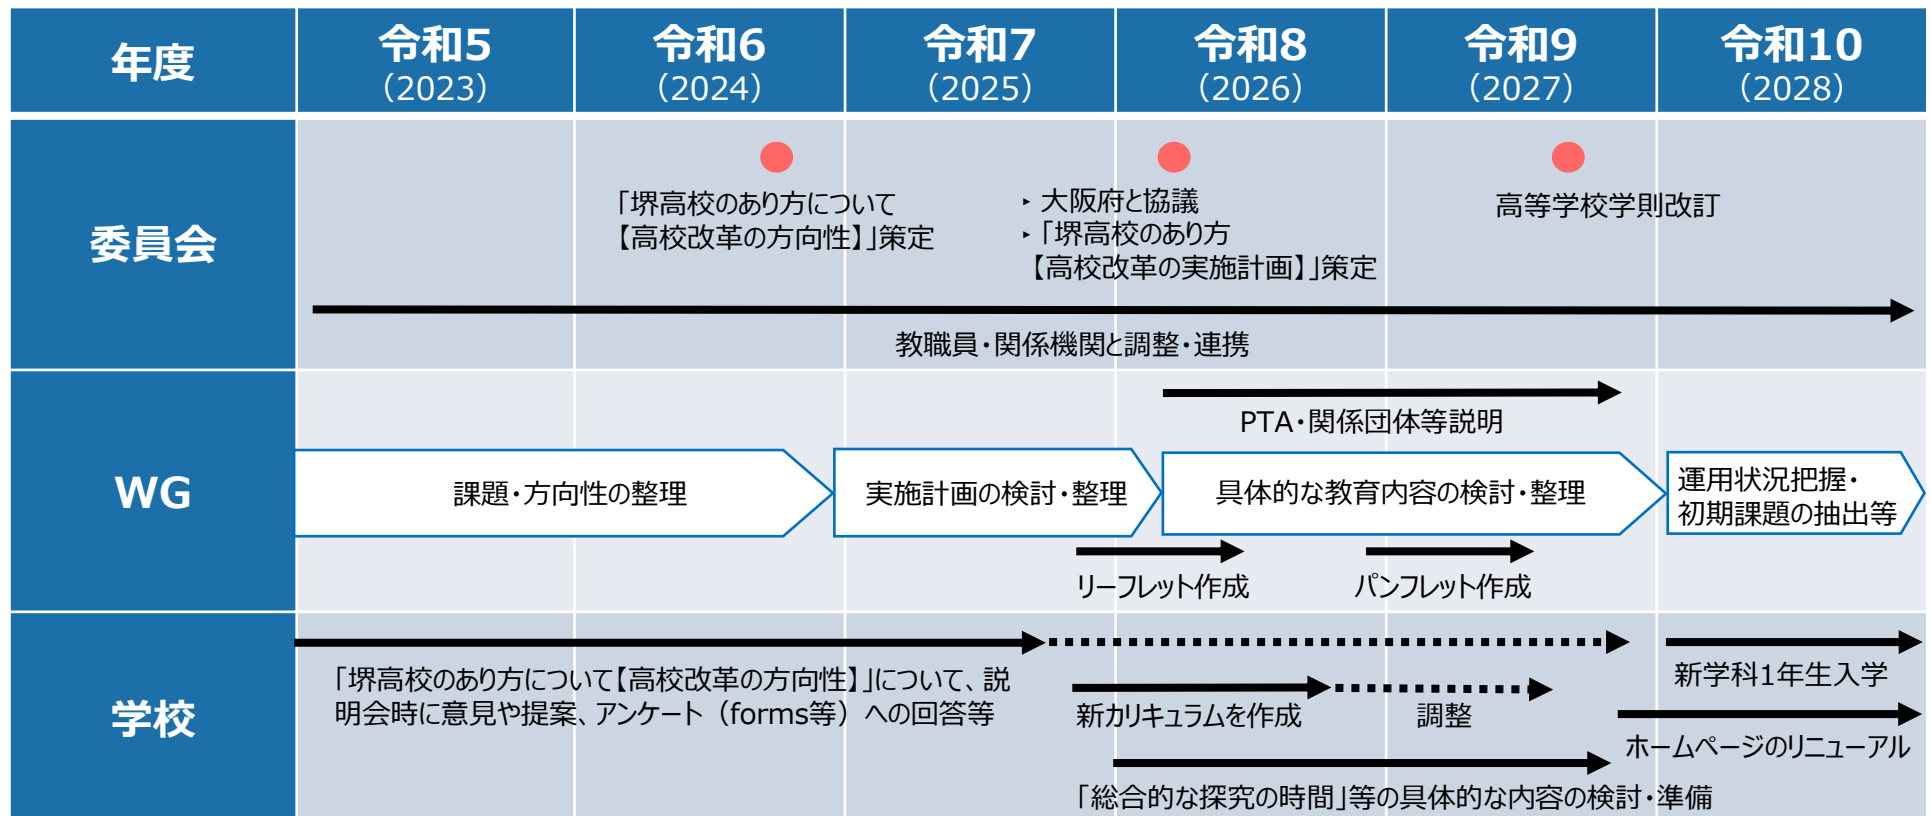 年度
令和5
（2023）
令和6
（2024）
令和7
（2025）
令和8
（2026）
令和9
（2027）
令和10
（2028）
委員会
「堺高校のあり方について
【高校改革の方向性】」策定
‣ 大阪府と協議
‣「堺高校のあり方
【高校改革の実施計画】」策定
高等学校学則改訂
教職員・関係機関と調整・連携
WG
PTA・関係団体等説明
課題・方向性の整理
実施計画の検討・整理
具体的な教育内容の検討・整理
運用状況把握・
初期課題の抽出等
リーフレット作成
パンフレット作成
学校
「堺高校のあり方について【高校改革の方向性】」について、説
明会時に意見や提案、アンケート（forms等）への回答等
新カリキュラムを作成
調整
新学科1年生入学
ホームページのリニューアル
「総合的な探究の時間」等の具体的な内容の検討・準備